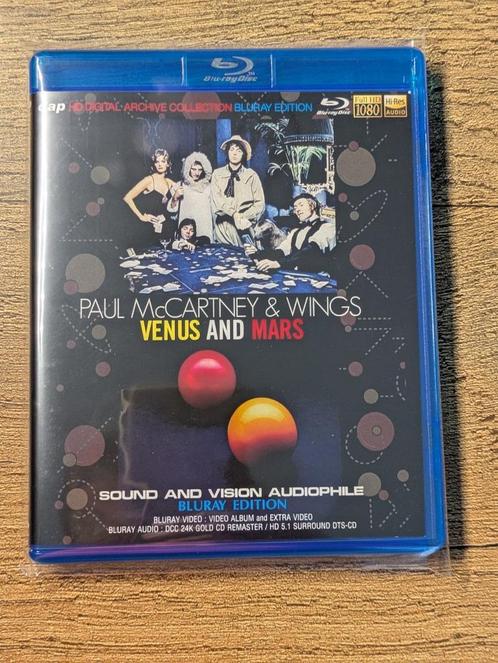 Blu-ray Disc
dap HD DIGITAL ARCHIVE COLLECTION BLURAY EDITION
Blu-ray Disc
Full HD 1080
Hi-Res AUDIO
PAUL McCARTNEY & WINGS
VENUS AND MARS
SOUND AND VISION AUDIOPHILE
BLURAY EDITION
BLURAY VIDEO : VIDEO ALBUM and EXTRA VIDEO
BLURAY AUDIO : DCC 24K GOLD CD REMASTER / HD 5.1 SURROUND DTS-CD